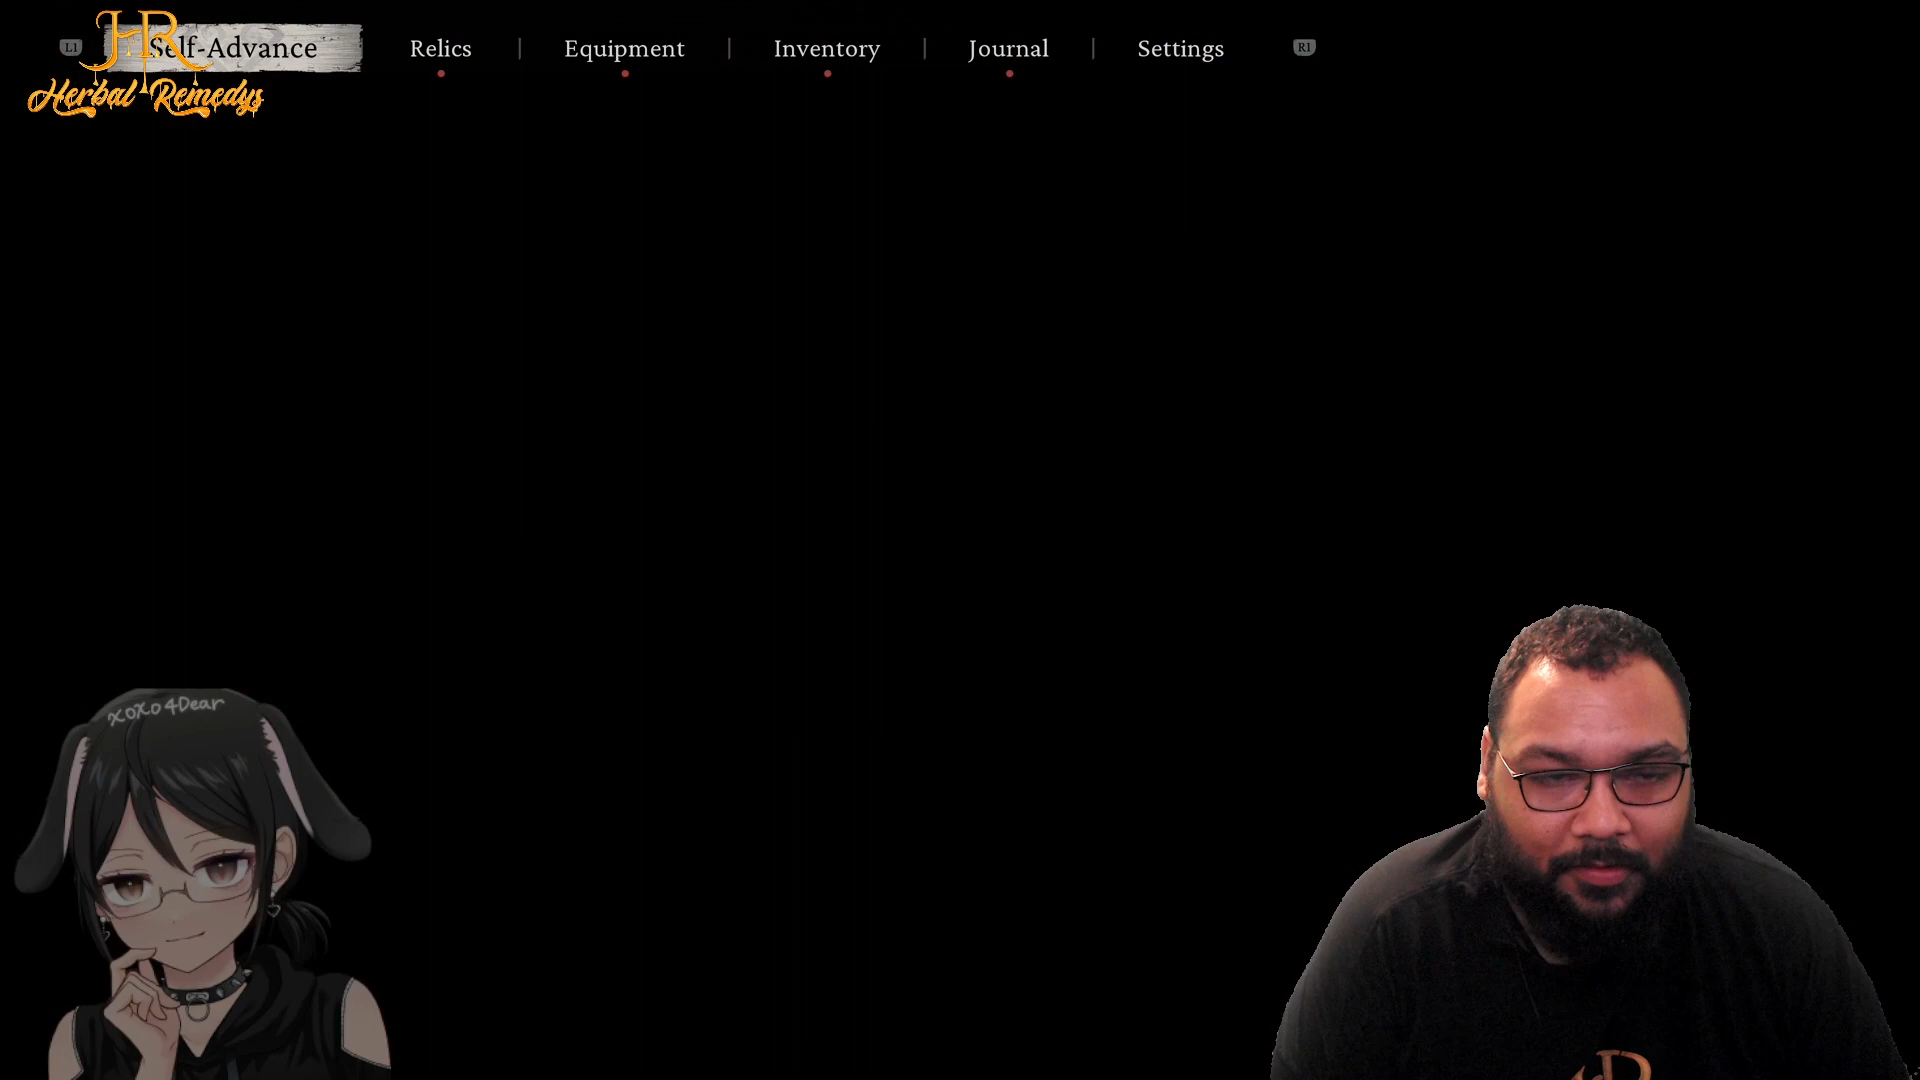 L1 Self-Advance Relics Equipment Inventory Journal Settings R1
HR
Herbal Remedys
xoxo4Dear